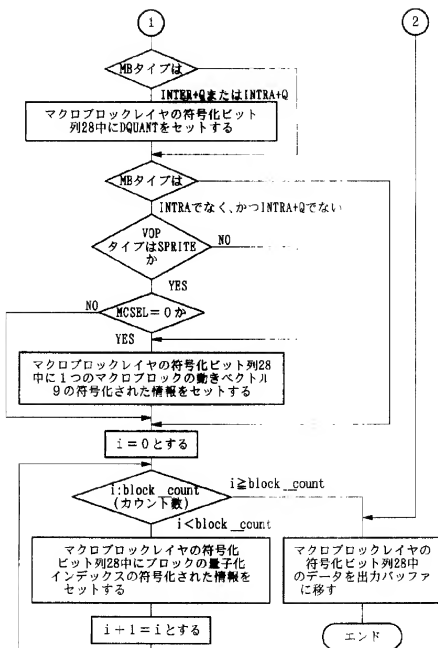 1
2
MBタイプは
INTER+QまたはINTRA+Q
マクロブロックレイヤの符号化ビット
列28中にDQUANTをセットする
MBタイプは
INTRAでなく、かつINTRA+Qでない
VOP
タイプはSPRITE
か
NO
YES
NO
MCSEL=0か
YES
マクロブロックレイヤの符号化ビット列28
中に1つのマクロブロックの動きベクトル
9の符号化された情報をセットする
i=0とする
i≧block_count
i:block_count
(カウント数)
i<block_count
マクロブロックレイヤの符号化
ビット列28中にブロックの量子化
インデックスの符号化された情報を
セットする
マクロブロックレイヤの
符号化ビット列28中
のデータを出力バッファ
に移す
i+1=iとする
エンド